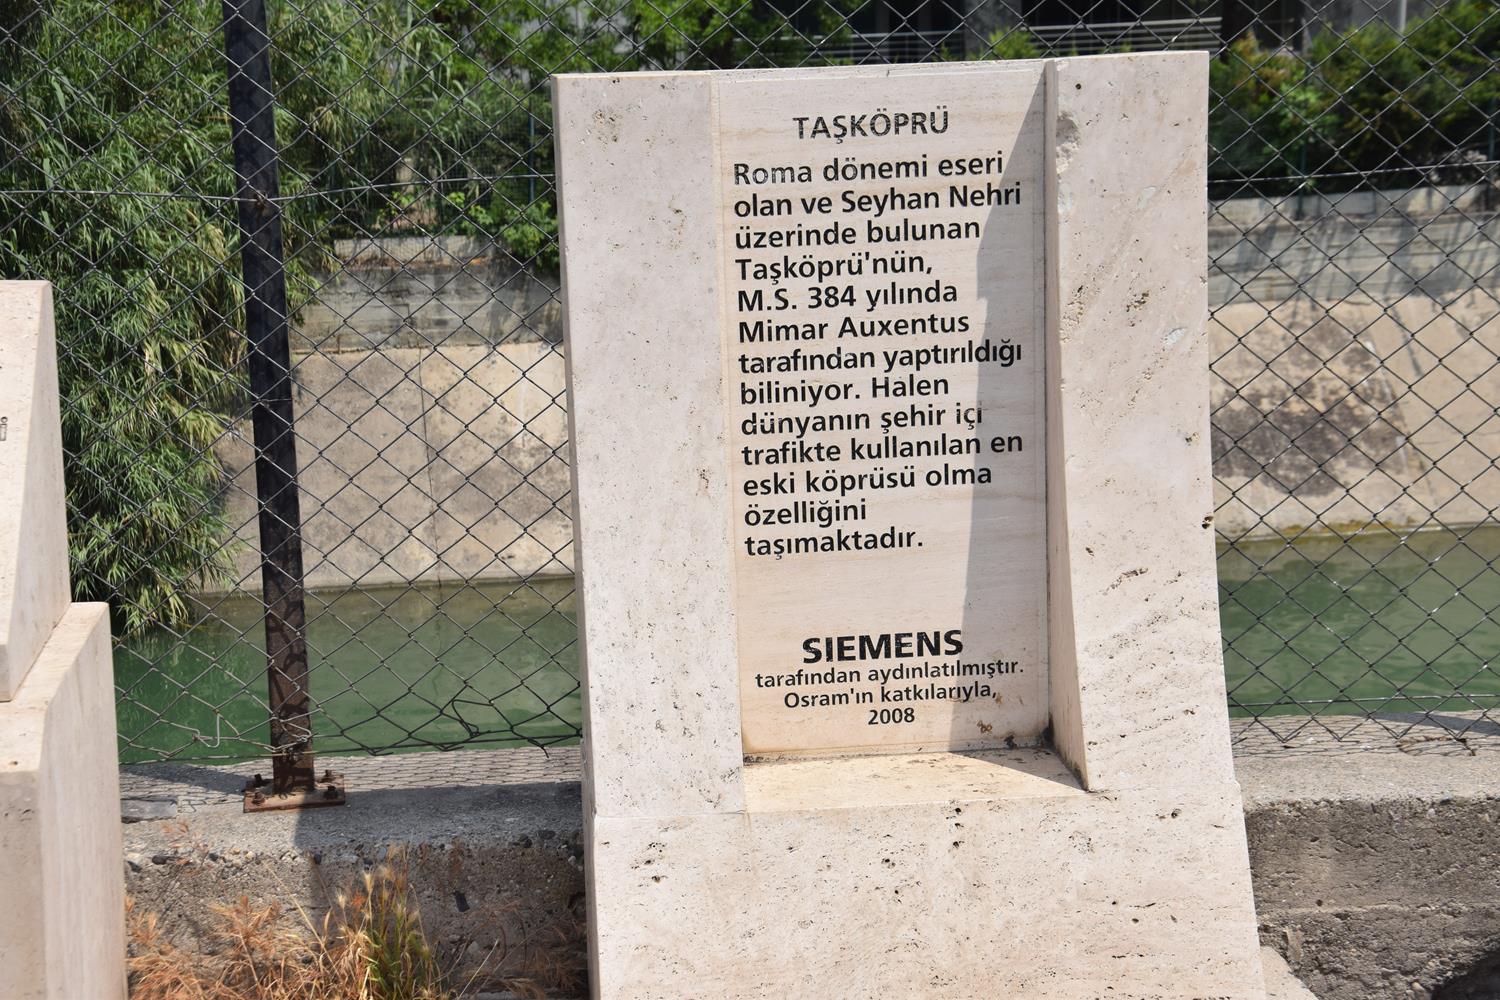 TAŞKÖPRÜ
Roma dönemi eseri
olan ve Seyhan Nehri
üzerinde bulunan
Taşköprü'nün,
M.S. 384 yılında
Mimar Auxentus
tarafından yaptırıldığı
biliniyor. Halen
dünyanın şehir içi
trafikte kullanılan en
eski köprüsü olma
özelliğini
taşımaktadır.
SIEMENS
tarafından aydınlatılmıştır.
Osram'ın katkılarıyla,
2008